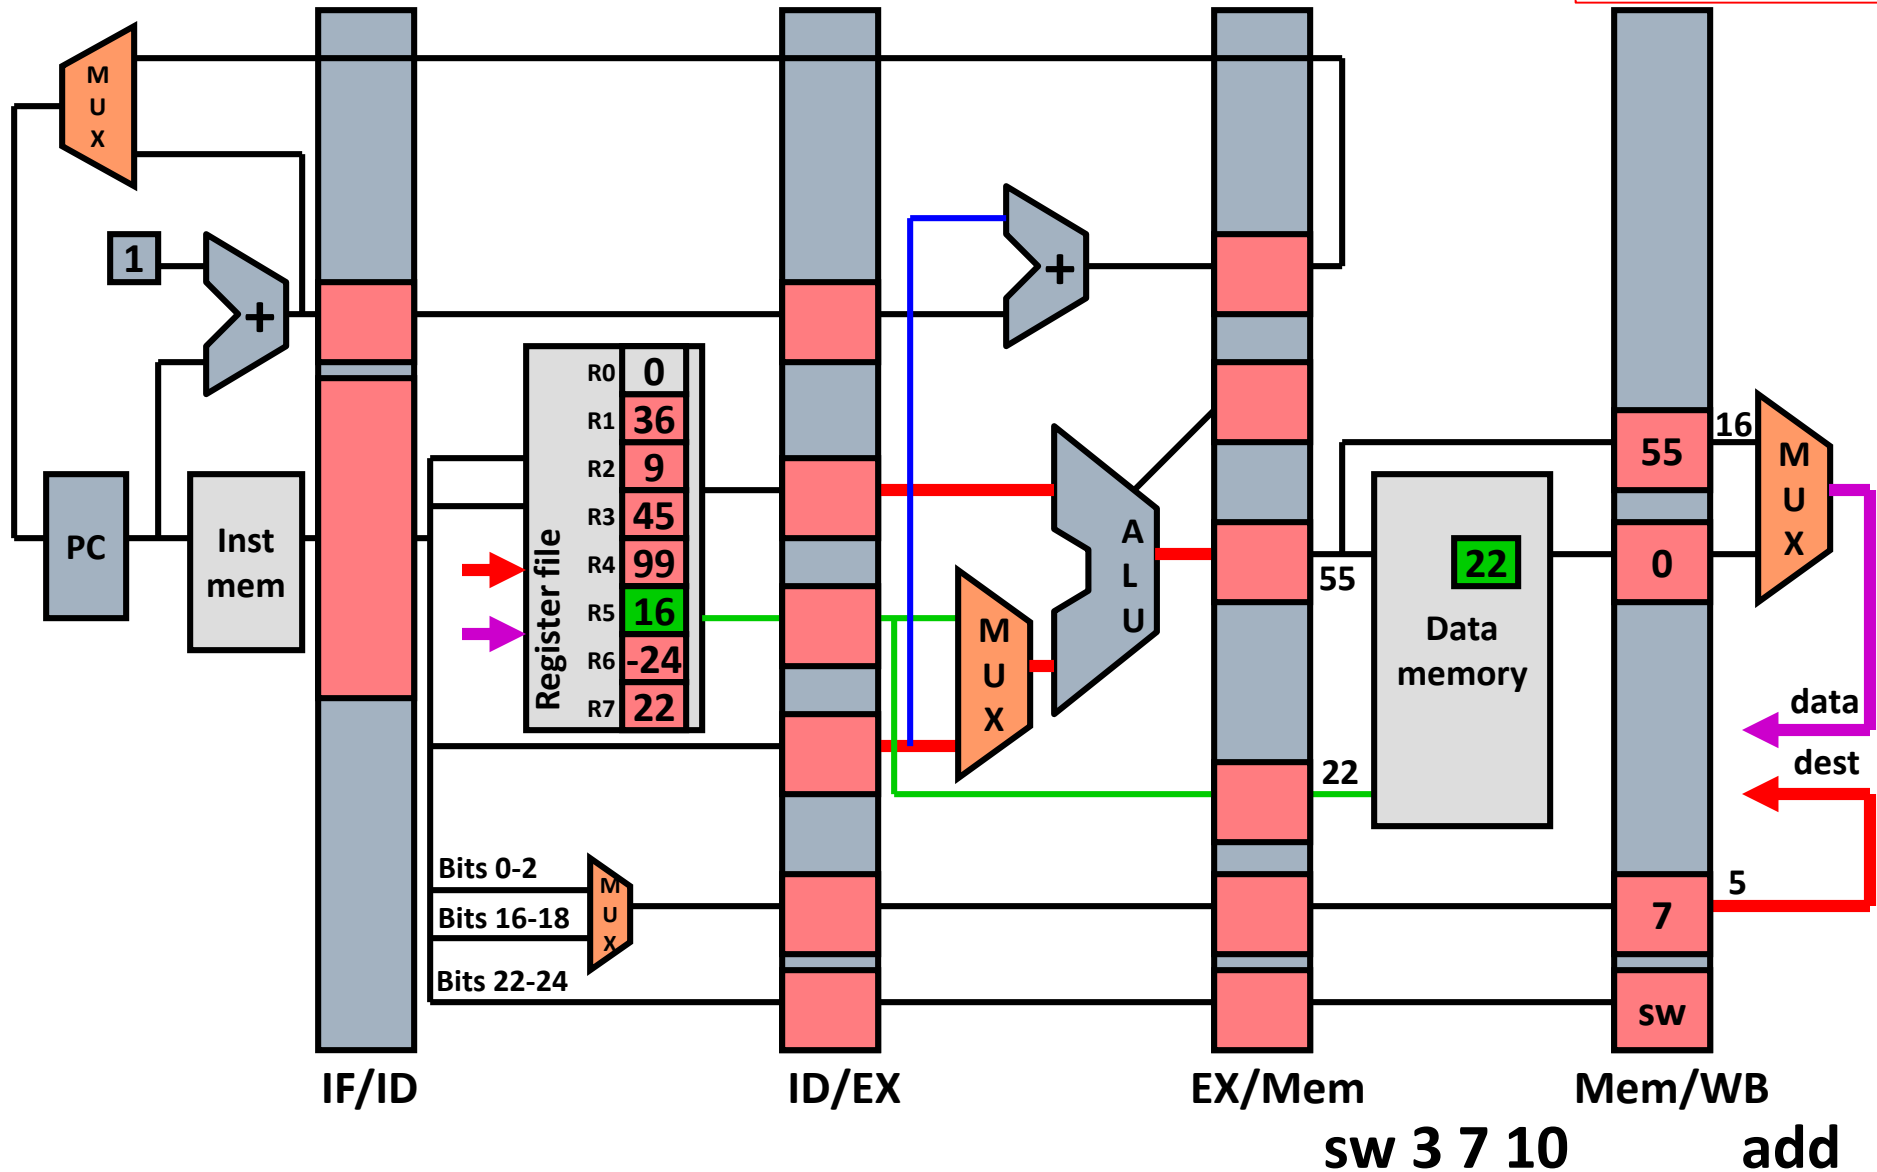 M
U
X
1
+
+
PC
Inst
mem
Register file
R0 0
R1 36
R2 9
R3 45
R4 99
R5 16
R6 -24
R7 22
M
U
X
A
L
U
55
22
22
Data
memory
55
0
7
sw
16
M
U
X
data
dest
5
Bits 0-2
Bits 16-18
Bits 22-24
M
U
X
IF/ID
ID/EX
EX/Mem
Mem/WB
sw 3 7 10
add